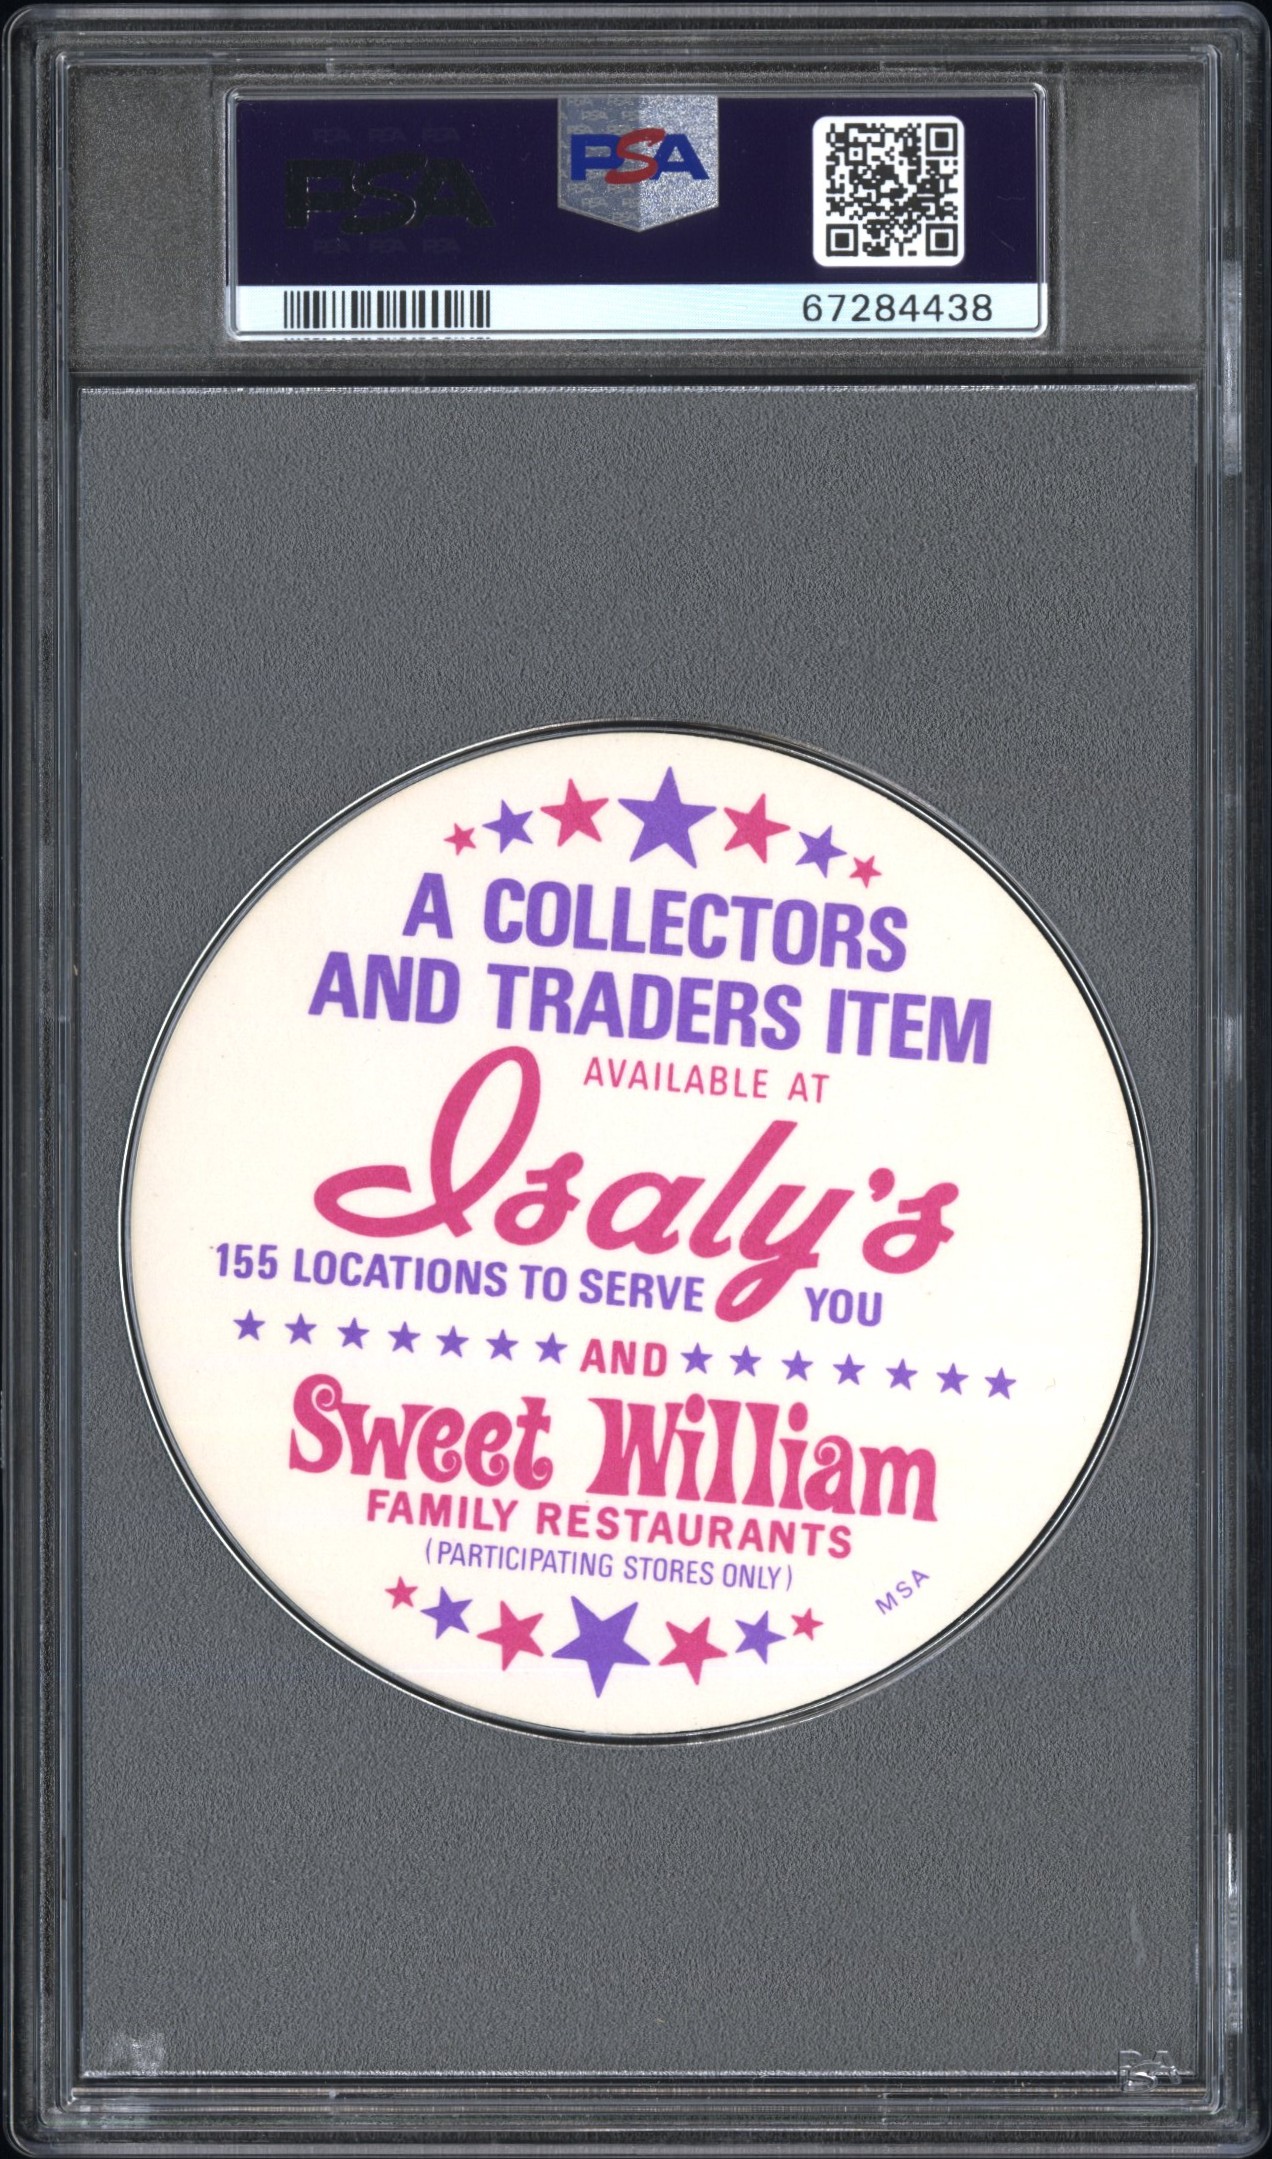 PSA
PSA
67284438
A COLLECTORS
AND TRADERS ITEM
AVAILABLE AT
Isaly's
155 LOCATIONS TO SERVE YOU
AND
Sweet William
FAMILY RESTAURANTS
(PARTICIPATING STORES ONLY)
MSA
PSA